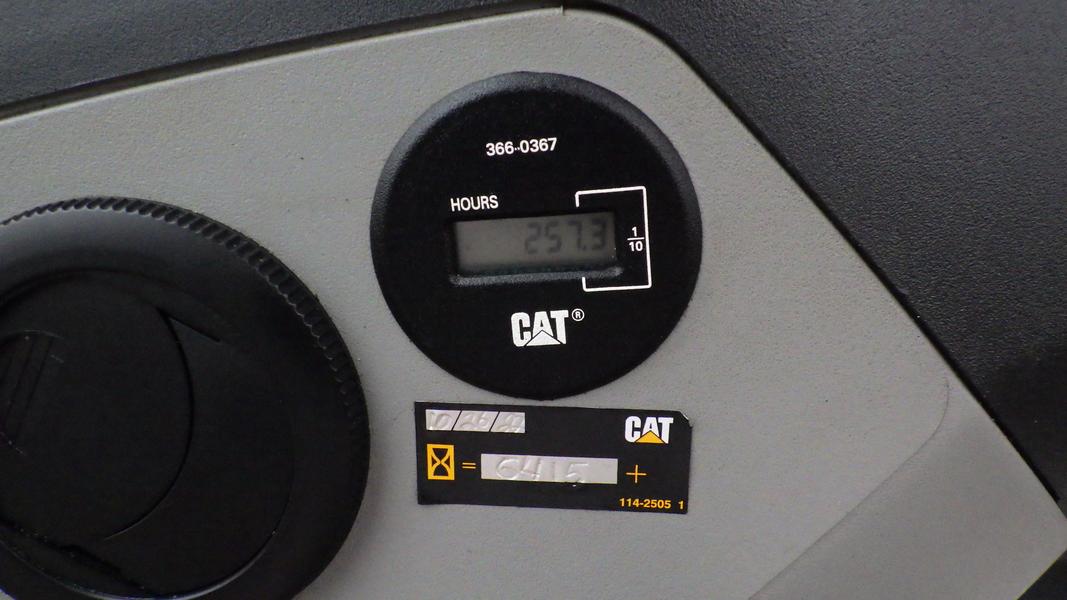 366-0367
HOURS
257.3
1
10
CAT®
CAT
= 6415 +
114-2505 1